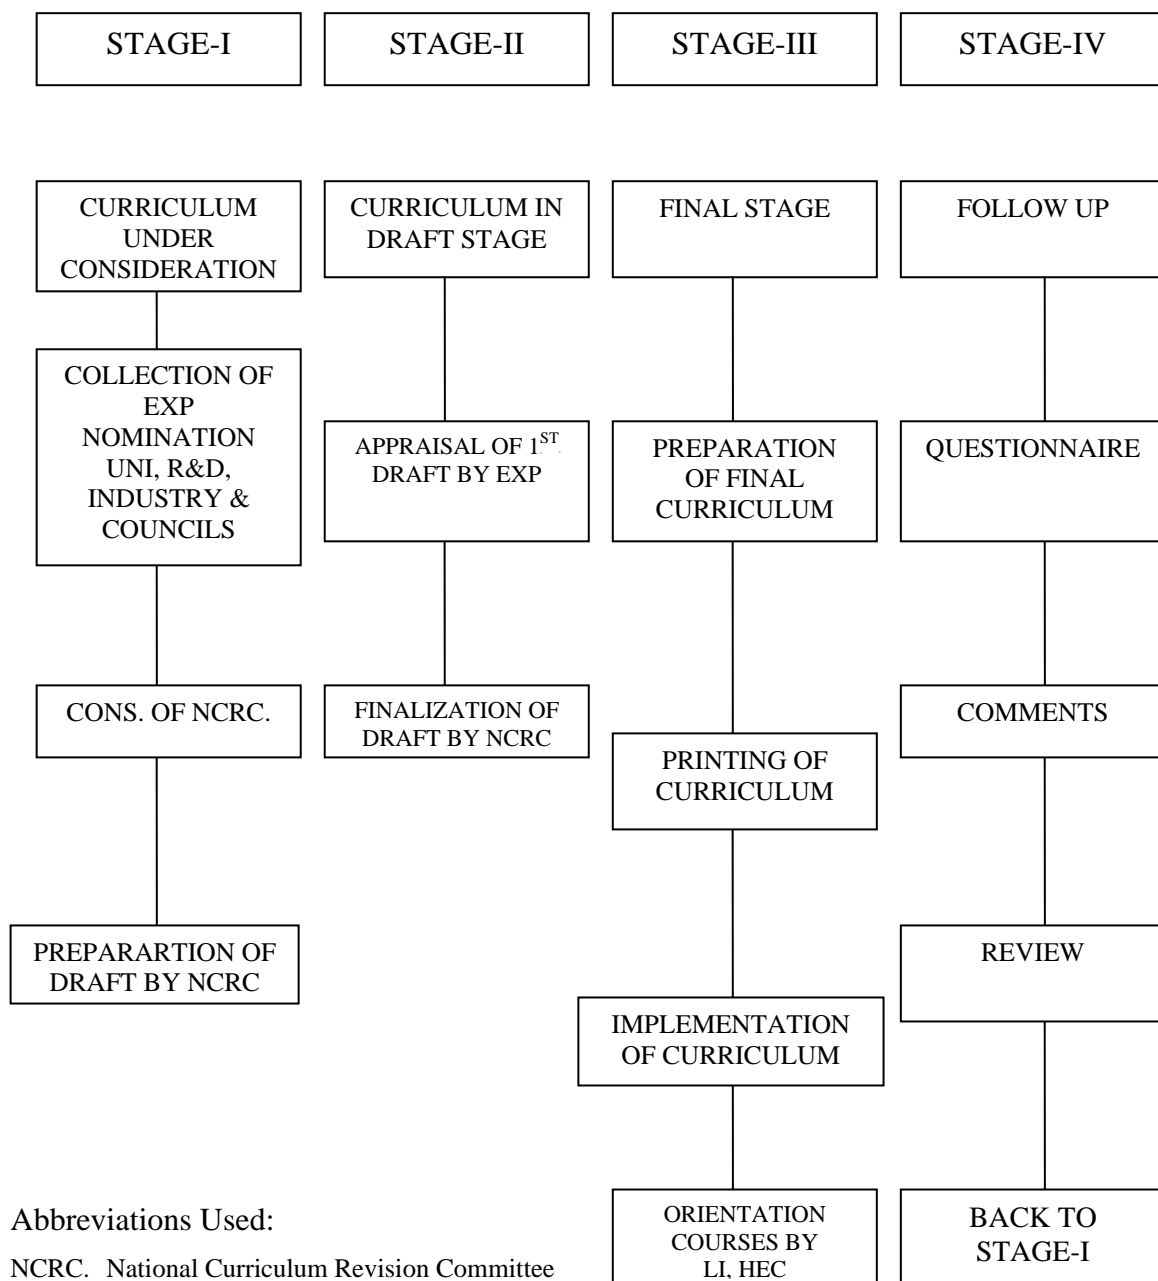 STAGE-I
CURRICULUM
UNDER
CONSIDERATION
COLLECTION OF
EXP
NOMINATION
UNI, R&D,
INDUSTRY &
COUNCILS
CONS. OF NCRC.
PREPARARTION OF
DRAFT BY NCRC
STAGE-II
CURRICULUM IN
DRAFT STAGE
APPRAISAL OF 1ST
DRAFT BY EXP
FINALIZATION OF
DRAFT BY NCRC
STAGE-III
FINAL STAGE
PREPARATION
OF FINAL
CURRICULUM
PRINTING OF
CURRICULUM
IMPLEMENTATION
OF CURRICULUM
ORIENTATION
COURSES BY
LI, HEC
STAGE-IV
FOLLOW UP
QUESTIONNAIRE
COMMENTS
REVIEW
BACK TO
STAGE-I
Abbreviations Used:
NCRC. National Curriculum Revision Committee